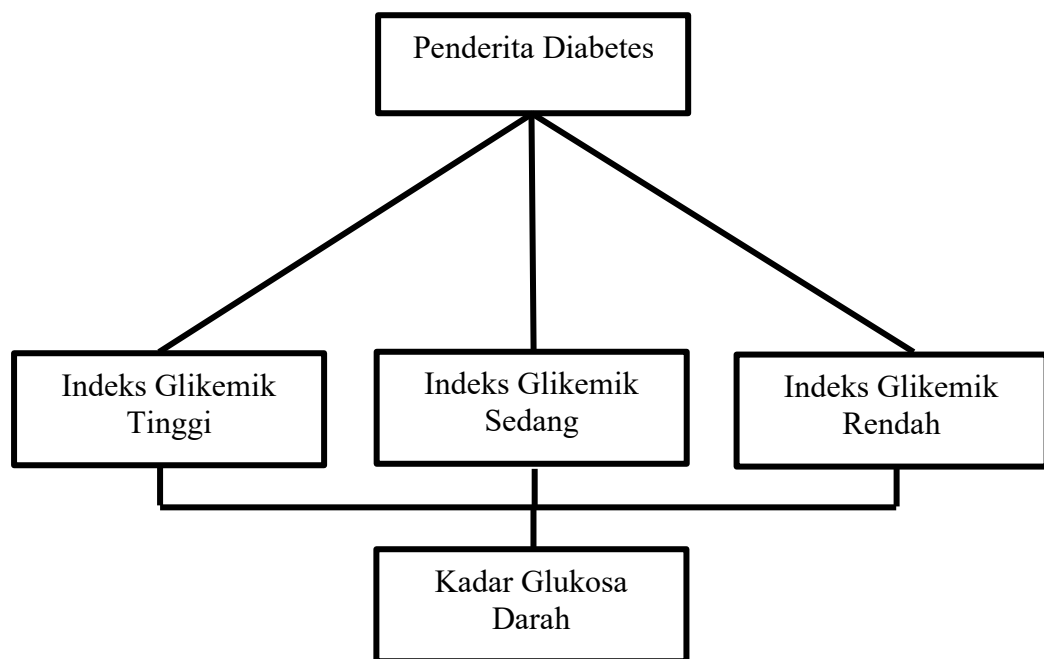 Penderita Diabetes
Indeks Glikemik
Tinggi
Indeks Glikemik
Sedang
Indeks Glikemik
Rendah
Kadar Glukosa
Darah